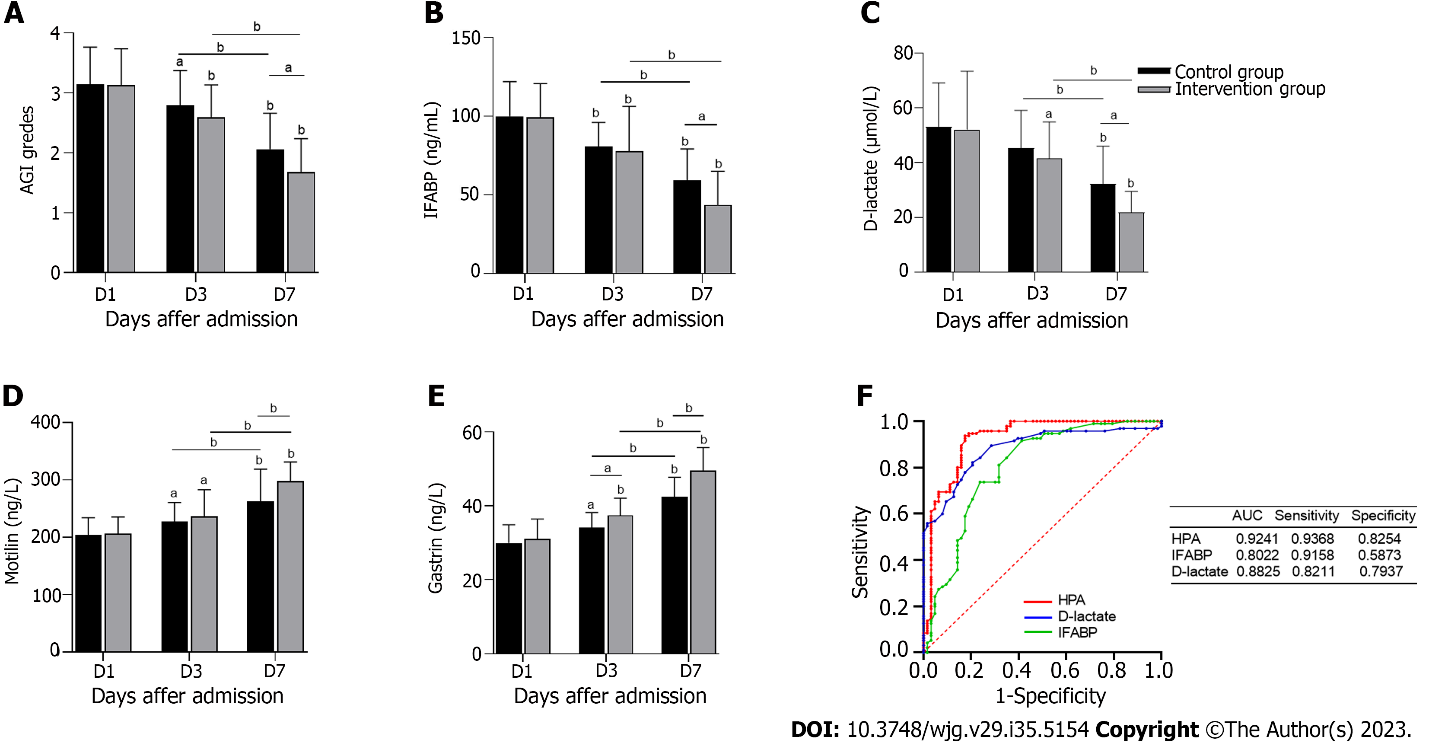 A
AGI gredes
4
3
2
1
0
a
b
b
b
b
b
a
D1
D3
D7
Days affer admission
B
IFABP (ng/mL)
150
100
50
0
b
b
b
b
b
b
a
D1
D3
D7
Days affer admission
C
D-lactate (μmol/L)
80
60
40
20
0
a
b
b
b
b
a
D1
D3
D7
Days affer admission
Control group
Intervention group
D
Motilin (ng/L)
400
300
200
100
0
a
a
b
b
b
b
b
D1
D3
D7
Days affer admission
E
Gastrin (ng/L)
60
40
20
0
a
b
a
b
b
b
b
b
D1
D3
D7
Days affer admission
F
Sensitivity
1.0
0.8
0.6
0.4
0.2
0.0
HPA
D-lactate
IFABP
0.0 0.2 0.4 0.6 0.8 1.0
1-Specificity
AUC Sensitivity Specificity
HPA 0.9241 0.9368 0.8254
IFABP 0.8022 0.9158 0.5873
D-lactate 0.8825 0.8211 0.7937
DOI: 10.3748/wjg.v29.i35.5154 Copyright ©The Author(s) 2023.